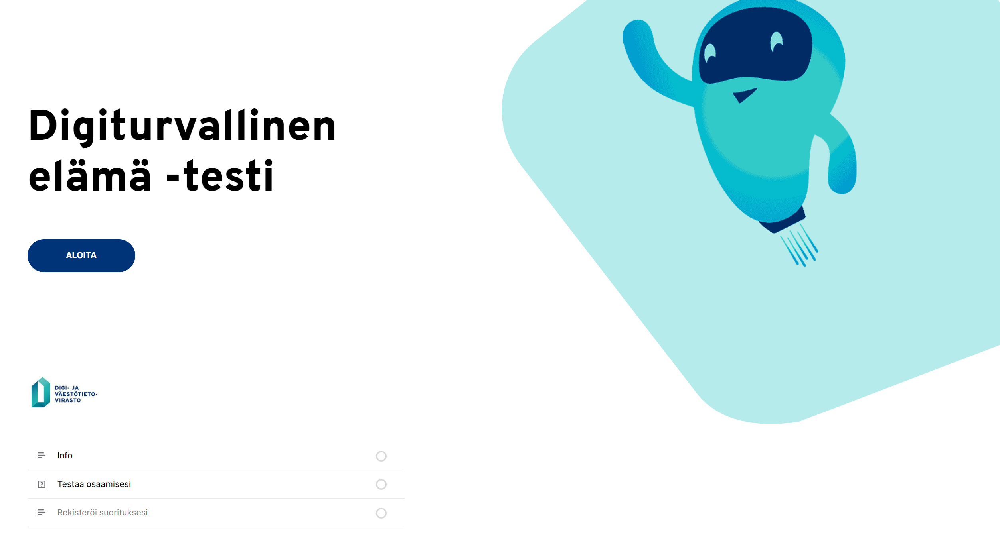 Digiturvallinen
elämä -testi
ALOITA
DIGI- JA
VÄESTÖTIETO-
VIRASTO
Info
Testaa osaamisesi
Rekisteröi suorituksesi